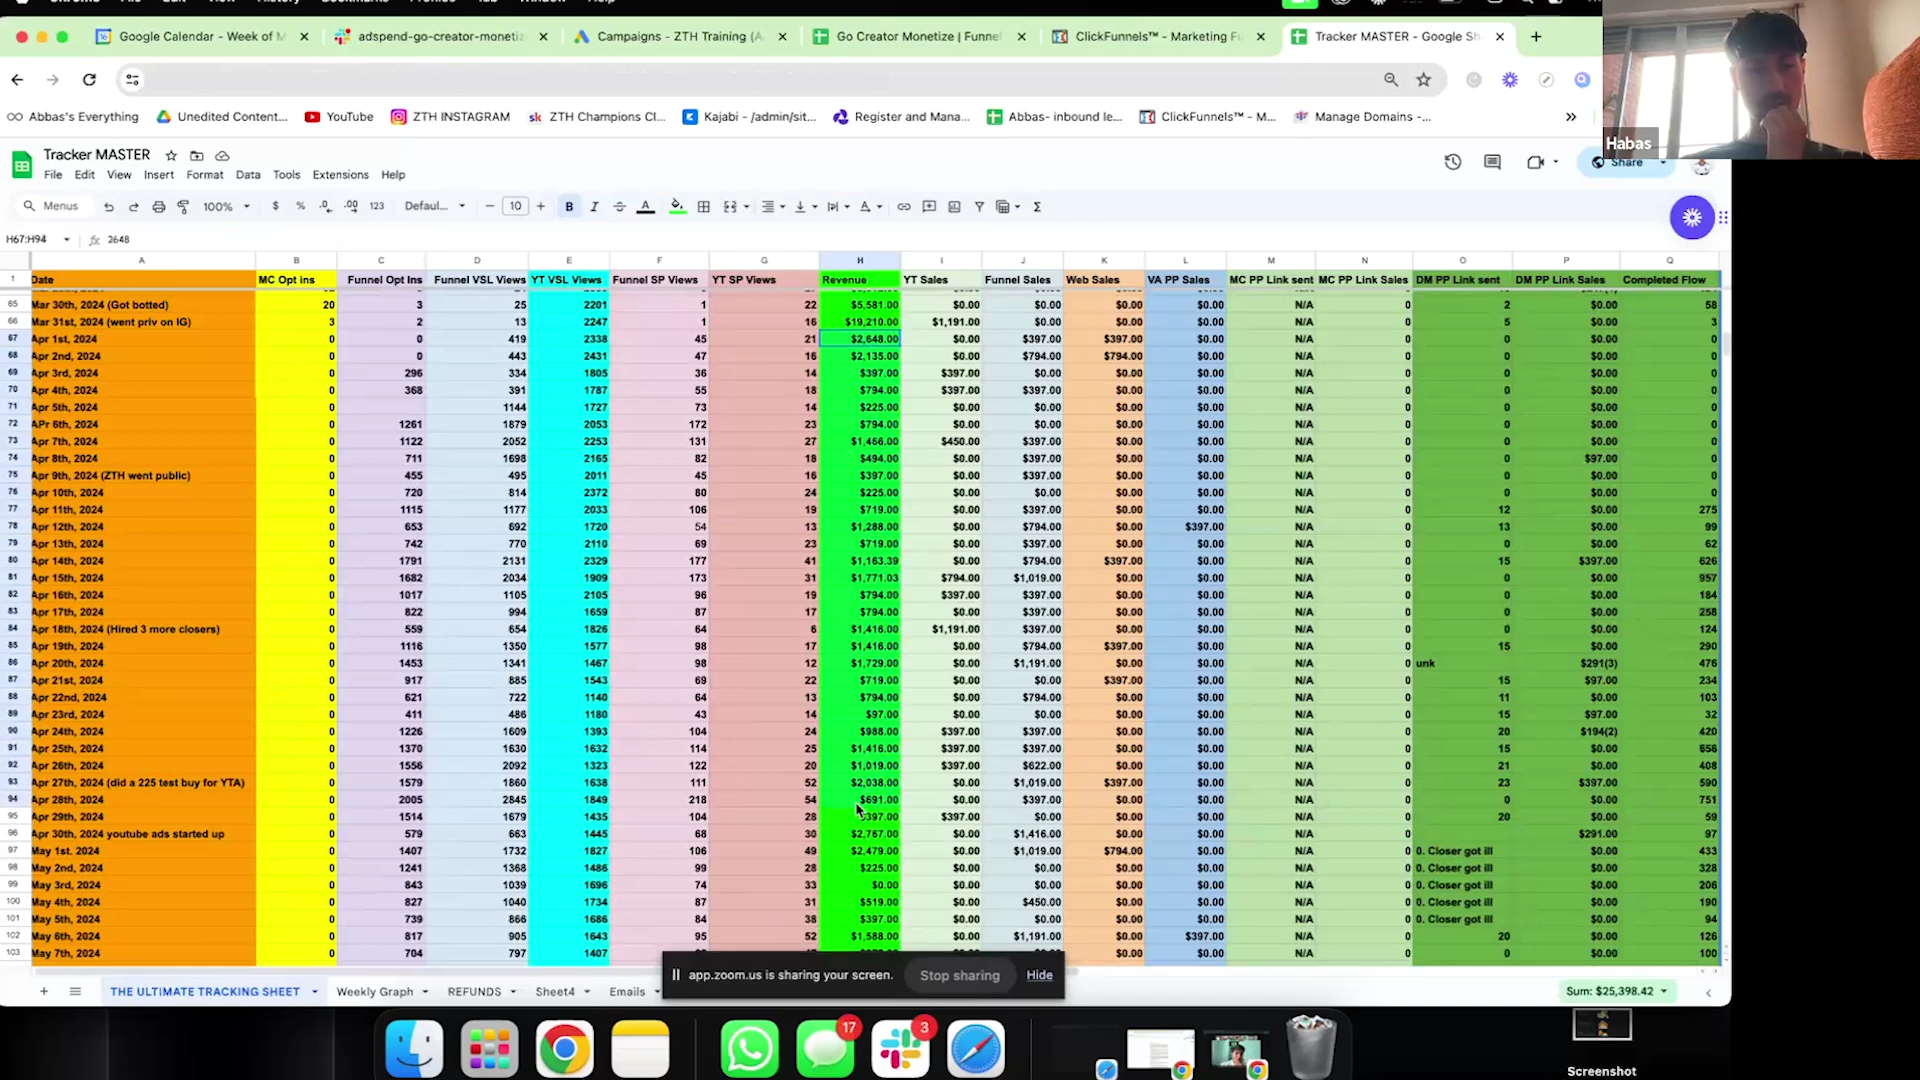 Google Calendar - Week of M
adspend-go-creator-monetiz
Campaigns - ZTH Training (A
Go Creator Monetize | Funnel
ClickFunnels™ - Marketing Fu
Tracker MASTER - Google Sh
Abbas's Everything
Unedited Content...
YouTube
ZTH INSTAGRAM
sk ZTH Champions Cl...
Kajabi - /admin/sit...
Register and Mana...
Abbas- inbound le...
ClickFunnels™ - M...
Manage Domains -...
Habas
Tracker MASTER
Share
File Edit View Insert Format Data Tools Extensions Help
Menus 100% $ % .0 .00 123 Defaul... 10 B I A
H67:H94 fx 2648
A B C D E F G H I J K L M N O P Q
1 Date MC Opt ins Funnel Opt Ins Funnel VSL Views YT VSL Views Funnel SP Views YT SP Views Revenue YT Sales Funnel Sales Web Sales VA PP Sales MC PP Link sent MC PP Link Sales DM PP Link sent DM PP Link Sales Completed Flow
65 Mar 30th, 2024 (Got botted) 20 3 25 2201 1 22 $5,581.00 $0.00 $0.00 $0.00 $0.00 N/A 0 2 $0.00 58
66 Mar 31st, 2024 (went priv on IG) 3 2 13 2247 1 16 $19,210.00 $1,191.00 $0.00 $0.00 $0.00 N/A 0 5 $0.00 3
67 Apr 1st, 2024 0 0 419 2338 45 21 $2,648.00 $0.00 $397.00 $397.00 $0.00 N/A 0 0 $0.00 0
68 Apr 2nd, 2024 0 0 443 2431 47 16 $2,135.00 $0.00 $794.00 $794.00 $0.00 N/A 0 0 $0.00 0
69 Apr 3rd, 2024 0 296 334 1805 36 14 $397.00 $397.00 $0.00 $0.00 $0.00 N/A 0 0 $0.00 0
70 Apr 4th, 2024 0 368 391 1787 55 18 $794.00 $397.00 $397.00 $0.00 $0.00 N/A 0 0 $0.00 0
71 Apr 5th, 2024 0 1144 1727 73 14 $225.00 $0.00 $0.00 $0.00 $0.00 N/A 0 0 $0.00 0
72 APr 6th, 2024 0 1261 1879 2053 172 23 $794.00 $0.00 $397.00 $0.00 $0.00 N/A 0 0 $0.00 0
73 Apr 7th, 2024 0 1122 2052 2253 131 27 $1,466.00 $450.00 $397.00 $0.00 $0.00 N/A 0 0 $0.00 0
74 Apr 8th, 2024 0 711 1698 2165 82 18 $494.00 $0.00 $397.00 $0.00 $0.00 N/A 0 0 $97.00 0
75 Apr 9th, 2024 (ZTH went public) 0 455 495 2011 45 16 $397.00 $0.00 $397.00 $0.00 $0.00 N/A 0 0 $0.00 0
76 Apr 10th, 2024 0 720 814 2372 80 24 $225.00 $0.00 $0.00 $0.00 $0.00 N/A 0 0 $0.00 0
77 Apr 11th, 2024 0 1115 1177 2033 106 19 $719.00 $0.00 $397.00 $0.00 $0.00 N/A 0 12 $0.00 275
78 Apr 12th, 2024 0 653 692 1720 54 13 $1,288.00 $0.00 $794.00 $0.00 $397.00 N/A 0 13 $0.00 99
79 Apr 13th, 2024 0 742 770 2110 69 23 $719.00 $0.00 $397.00 $0.00 $0.00 N/A 0 0 $0.00 62
80 Apr 14th, 2024 0 1791 2131 2329 177 41 $1,163.39 $0.00 $794.00 $397.00 $0.00 N/A 0 15 $397.00 626
81 Apr 15th, 2024 0 1682 2034 1909 173 31 $1,771.03 $794.00 $1,019.00 $0.00 $0.00 N/A 0 0 $0.00 957
82 Apr 16th, 2024 0 1017 1105 2105 96 19 $794.00 $397.00 $397.00 $0.00 $0.00 N/A 0 0 $0.00 184
83 Apr 17th, 2024 0 822 994 1659 87 17 $794.00 $0.00 $397.00 $0.00 $0.00 N/A 0 0 $0.00 258
84 Apr 18th, 2024 (Hired 3 more closers) 0 559 654 1826 64 6 $1,416.00 $1,191.00 $397.00 $0.00 $0.00 N/A 0 0 $0.00 124
85 Apr 19th, 2024 0 1116 1350 1577 98 17 $1,416.00 $0.00 $794.00 $397.00 $0.00 N/A 0 15 $0.00 290
86 Apr 20th, 2024 0 1453 1341 1467 98 12 $1,729.00 $0.00 $1,191.00 $0.00 $0.00 N/A 0 unk $291(3) 476
87 Apr 21st, 2024 0 917 885 1543 69 22 $719.00 $0.00 $0.00 $397.00 $0.00 N/A 0 15 $97.00 234
88 Apr 22nd, 2024 0 621 722 1140 64 13 $794.00 $0.00 $794.00 $0.00 $0.00 N/A 0 11 $0.00 103
89 Apr 23rd, 2024 0 411 486 1180 43 14 $97.00 $0.00 $0.00 $0.00 $0.00 N/A 0 15 $97.00 32
90 Apr 24th, 2024 0 1226 1609 1393 104 24 $988.00 $397.00 $397.00 $0.00 $0.00 N/A 0 20 $194(2) 420
91 Apr 25th, 2024 0 1370 1630 1632 114 25 $1,416.00 $397.00 $397.00 $0.00 $0.00 N/A 0 15 $0.00 656
92 Apr 26th, 2024 0 1556 2092 1323 122 20 $1,019.00 $397.00 $622.00 $0.00 $0.00 N/A 0 21 $0.00 408
93 Apr 27th, 2024 (did a 225 test buy for YTA) 0 1579 1860 1638 111 52 $2,038.00 $0.00 $1,019.00 $397.00 $0.00 N/A 0 23 $397.00 590
94 Apr 28th, 2024 0 2005 2845 1849 218 54 $691.00 $0.00 $397.00 $0.00 $0.00 N/A 0 0 $0.00 751
95 Apr 29th, 2024 0 1514 1679 1435 104 28 $397.00 $397.00 $0.00 $0.00 $0.00 N/A 0 20 $0.00 59
96 Apr 30th, 2024 youtube ads started up 0 579 663 1445 68 30 $2,767.00 $0.00 $1,416.00 $0.00 $0.00 N/A 0 $291.00 97
97 May 1st. 2024 0 1407 1732 1827 106 49 $2,479.00 $0.00 $1,019.00 $794.00 $0.00 N/A 0 0. Closer got ill $0.00 433
98 May 2nd, 2024 0 1241 1368 1486 99 28 $225.00 $0.00 $0.00 $0.00 $0.00 N/A 0 0. Closer got ill $0.00 328
99 May 3rd, 2024 0 843 1039 1696 74 33 $0.00 $0.00 $0.00 $0.00 $0.00 N/A 0 0. Closer got ill $0.00 206
100 May 4th, 2024 0 827 1040 1734 87 31 $519.00 $0.00 $450.00 $0.00 $0.00 N/A 0 0. Closer got ill $0.00 190
101 May 5th, 2024 0 739 866 1686 84 38 $397.00 $0.00 $0.00 $0.00 $0.00 N/A 0 0. Closer got ill $0.00 94
102 May 6th, 2024 0 817 905 1643 95 52 $1,588.00 $0.00 $1,191.00 $0.00 $397.00 N/A 0 20 $0.00 126
103 May 7th, 2024 0 704 797 1407 $0.00 $0.00 $0.00 $0.00 N/A 0 0 $0.00 100
app.zoom.us is sharing your screen. Stop sharing Hide
THE ULTIMATE TRACKING SHEET Weekly Graph REFUNDS Sheet4 Emails
Sum: $25,398.42
17
3
Screenshot